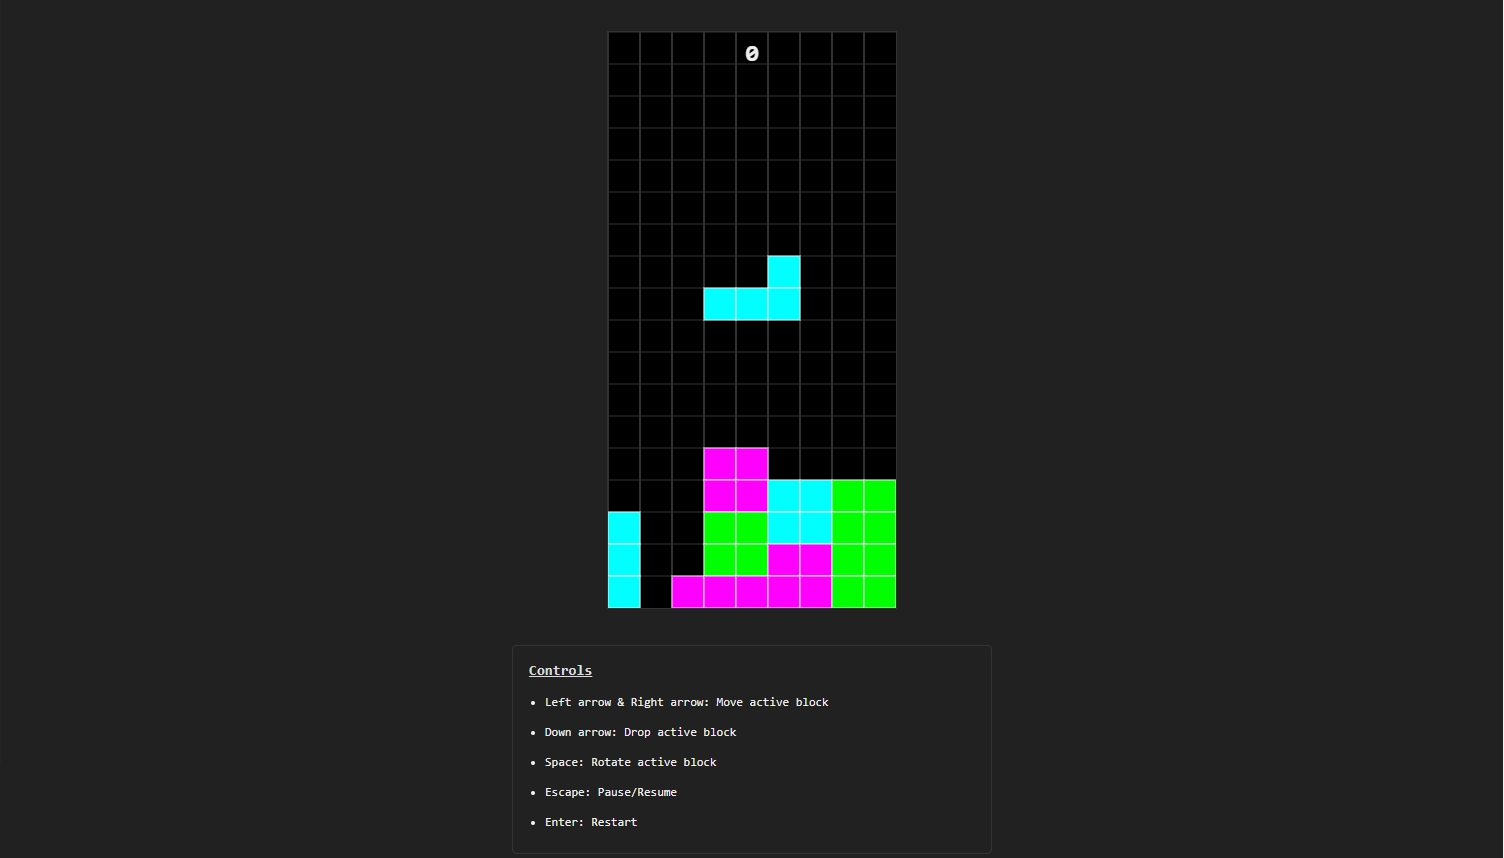 0
Controls
Left arrow & Right arrow: Move active block
Down arrow: Drop active block
Space: Rotate active block
Escape: Pause/Resume
Enter: Restart